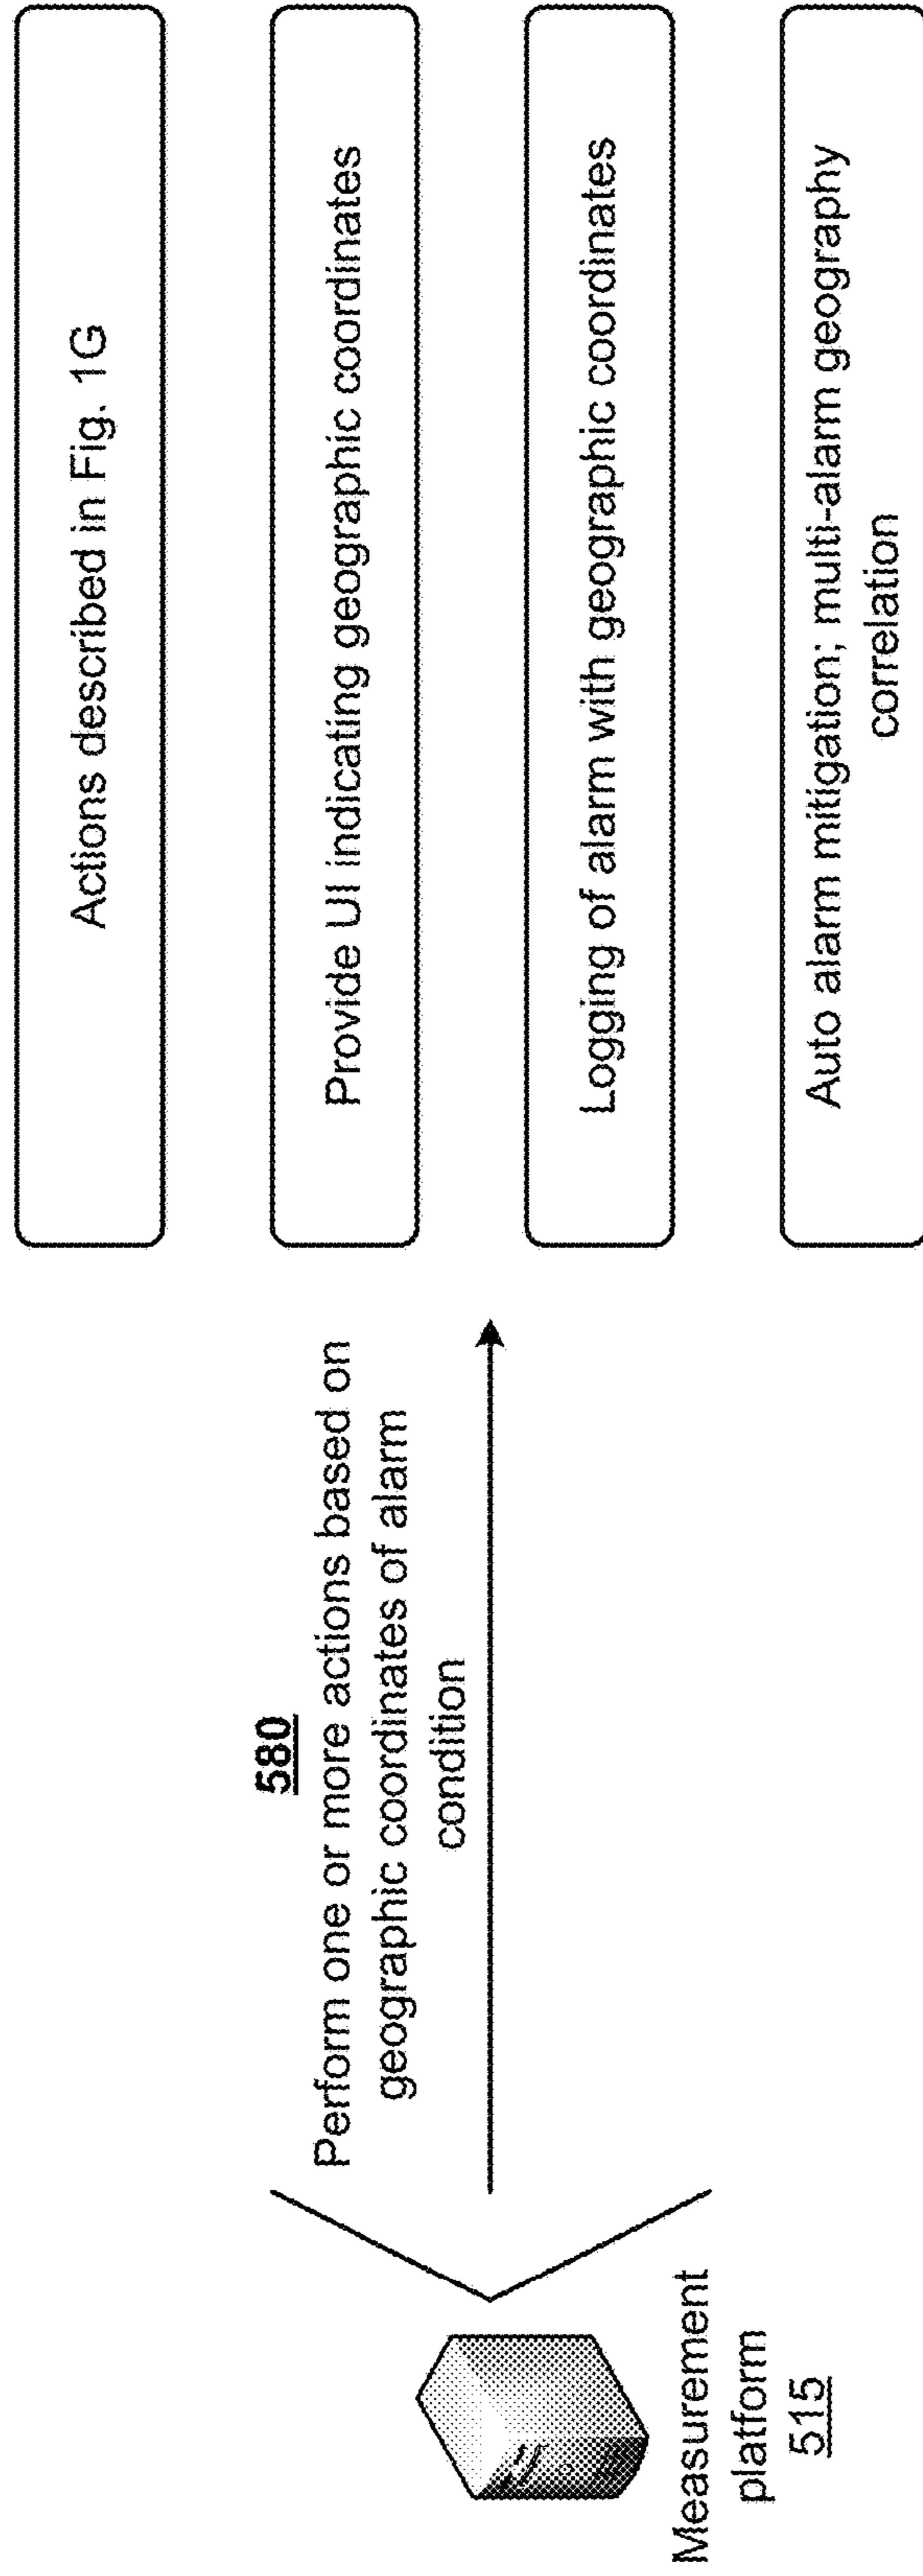 580
Perform one or more actions based on
geographic coordinates of alarm
condition
Measurement
platform
515
Actions described in Fig. 1G
Provide UI indicating geographic coordinates
Logging of alarm with geographic coordinates
Auto alarm mitigation; multi-alarm geography
correlation